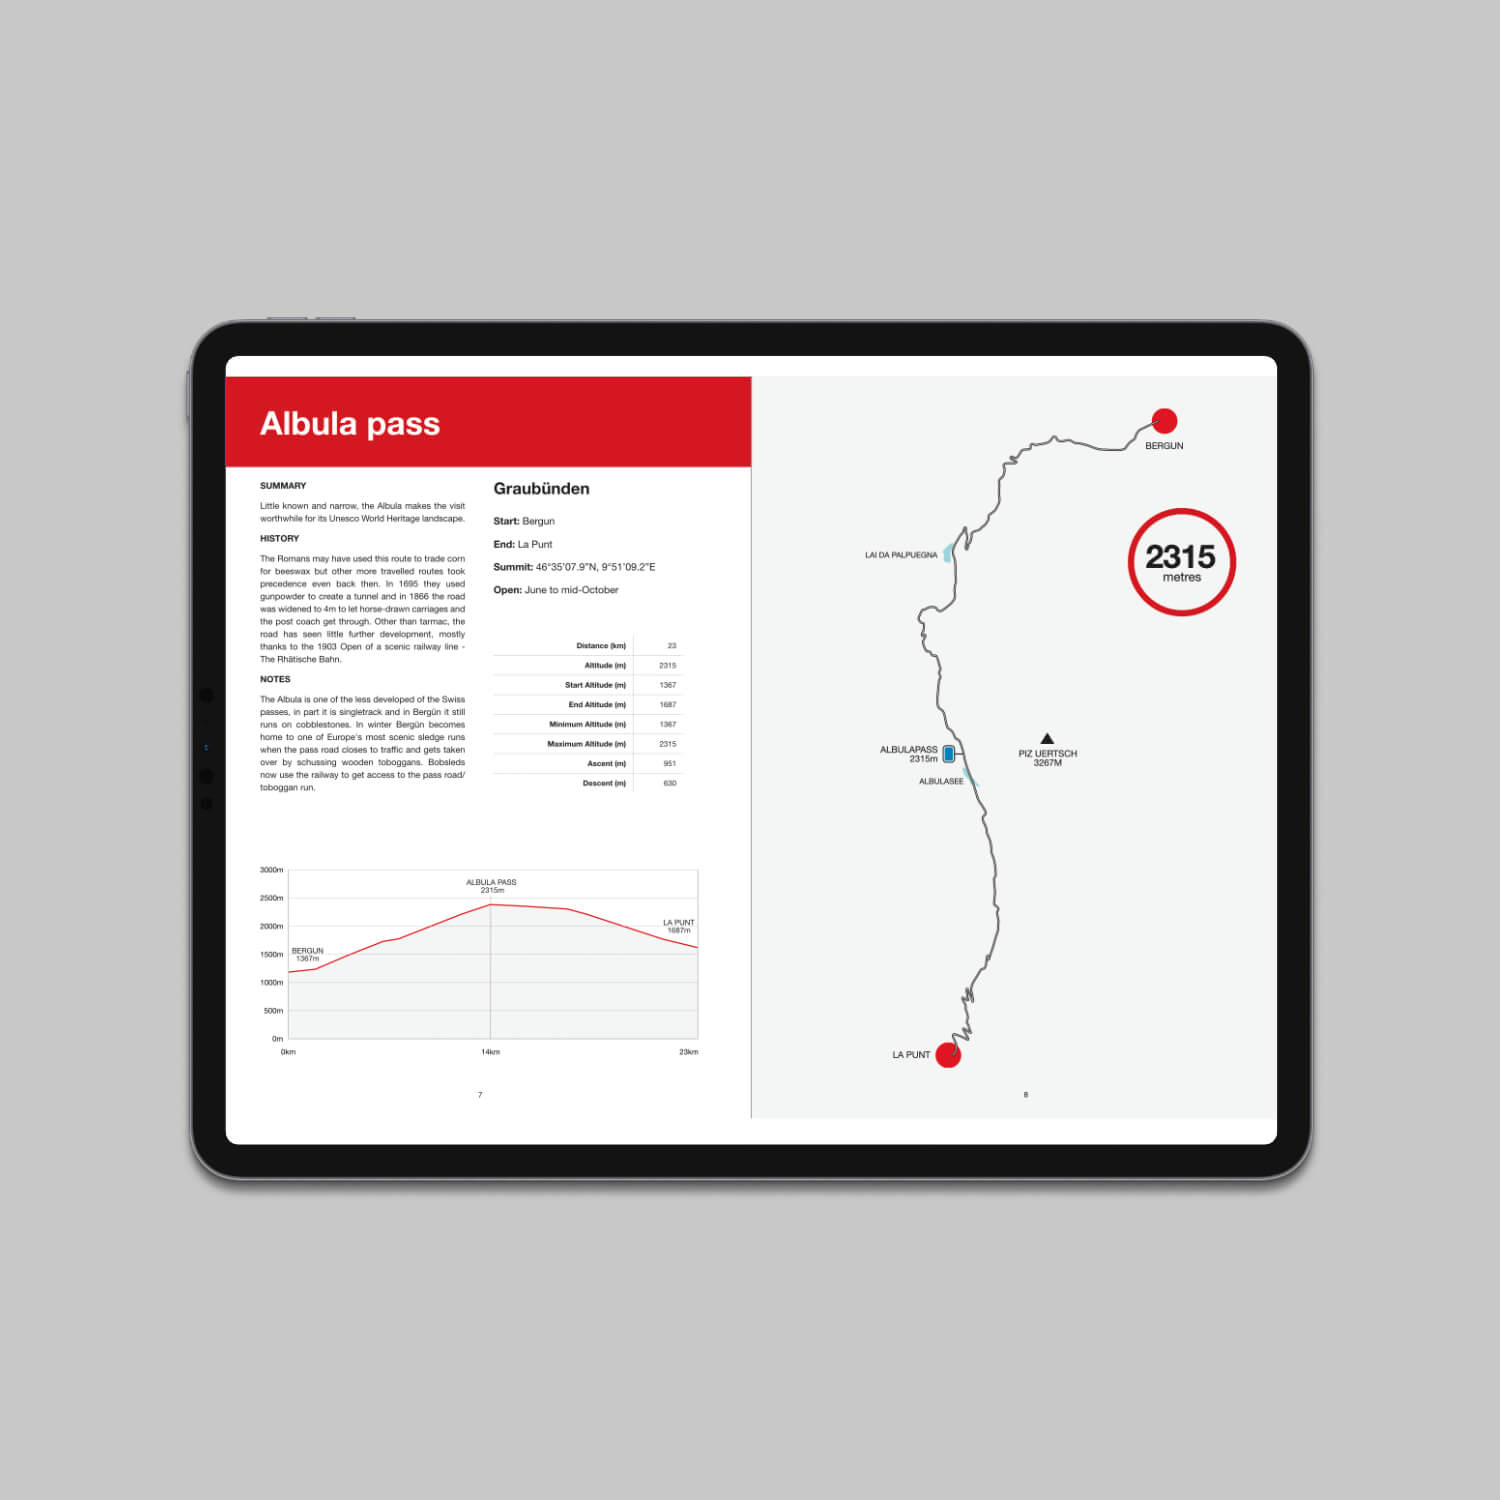 Albula pass
SUMMARY
Little known and narrow, the Albula makes the visit
worthwhile for its Unesco World Heritage landscape.
HISTORY
The Romans may have used this route to trade corn
for beeswax but other more travelled routes took
precedence even back then. In 1695 they used
gunpowder to create a tunnel and in 1866 the road
was widened to 4m to let horse-drawn carriages and
the post coach get through. Other than tarmac, the
road has seen little further development, mostly
thanks to the 1903 Open of a scenic railway line -
The Rhätische Bahn.
NOTES
The Albula is one of the less developed of the Swiss
passes, in part it is singletrack and in Bergün it still
runs on cobblestones. In winter Bergün becomes
home to one of Europe's most scenic sledge runs
when the pass road closes to traffic and gets taken
over by schussing wooden toboggans. Bobsleds
now use the railway to get access to the pass road/
toboggan run.
Graubünden
Start: Bergun
End: La Punt
Summit: 46°35'07.9"N, 9°51'09.2"E
Open: June to mid-October
Distance (km) 23
Altitude (m) 2315
Start Altitude (m) 1367
End Altitude (m) 1687
Minimum Altitude (m) 1367
Maximum Altitude (m) 2315
Ascent (m) 951
Descent (m) 630
3000m
2500m
2000m
1500m
1000m
500m
0m
BERGUN
1367m
ALBULA PASS
2315m
LA PUNT
1687m
0km
14km
23km
7
BERGUN
2315
metres
LAI DA PALPUEGNA
ALBULAPASS
2315m
ALBULASEE
PIZ UERTSCH
3267M
LA PUNT
8